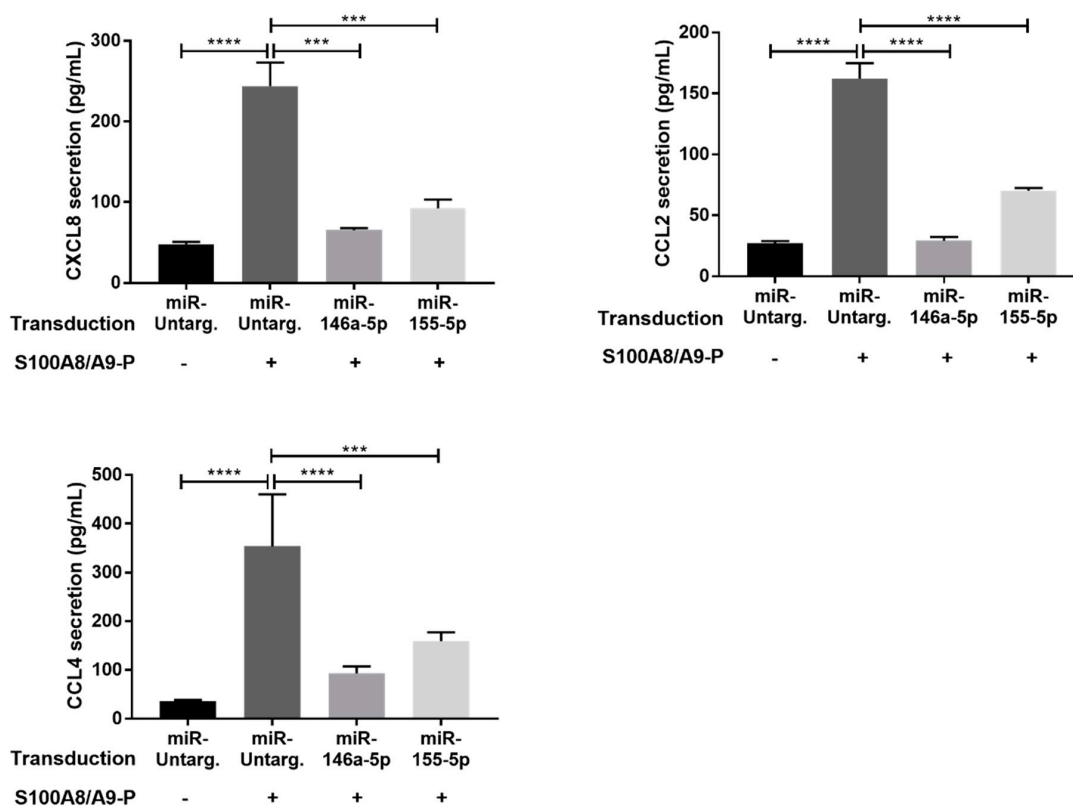 ***
**** ***
CXCL8 secretion (pg/mL)
300
200
100
0
miR- miR- miR- miR-
Transduction Untarg. Untarg. 146a-5p 155-5p
S100A8/A9-P - + + +
****
**** ****
CCL2 secretion (pg/mL)
200
150
100
50
0
miR- miR- miR- miR-
Transduction Untarg. Untarg. 146a-5p 155-5p
S100A8/A9-P - + + +
***
**** ****
CCL4 secretion (pg/mL)
500
400
300
200
100
0
miR- miR- miR- miR-
Transduction Untarg. Untarg. 146a-5p 155-5p
S100A8/A9-P - + + +